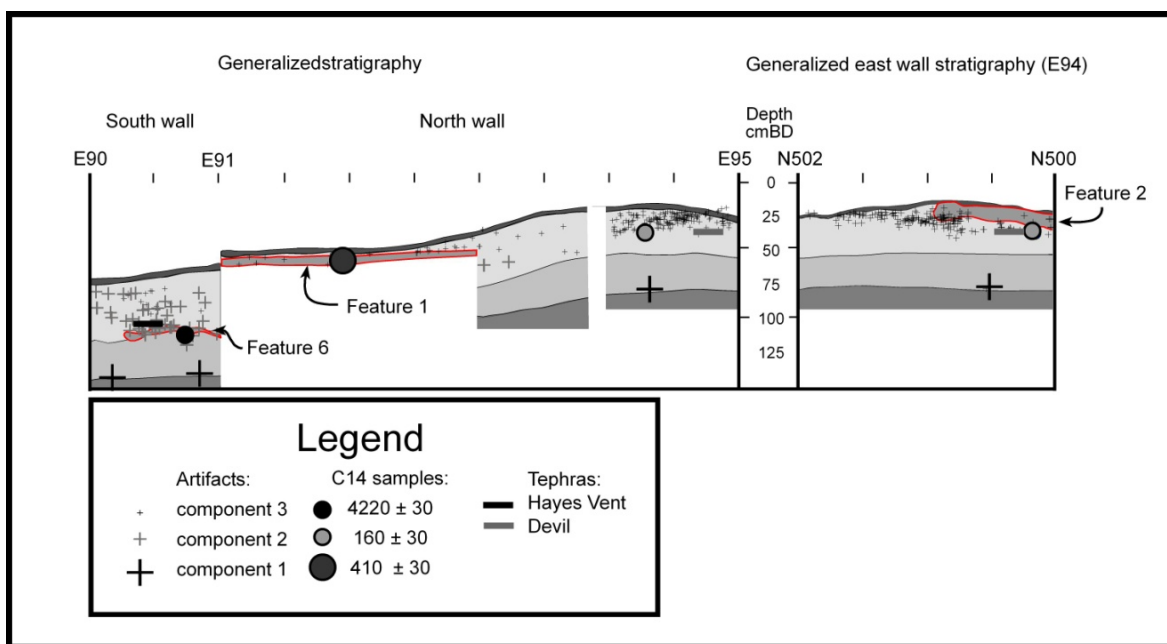 Generalizedstratigraphy
Generalized east wall stratigraphy (E94)
South wall
North wall
Depth
cmBD
E90
E91
E95
N502
N500
0
25
50
75
100
125
Feature 2
Feature 1
Feature 6
Legend
Artifacts:
component 3
component 2
component 1
C14 samples:
4220 ± 30
160 ± 30
410 ± 30
Tephras:
Hayes Vent
Devil